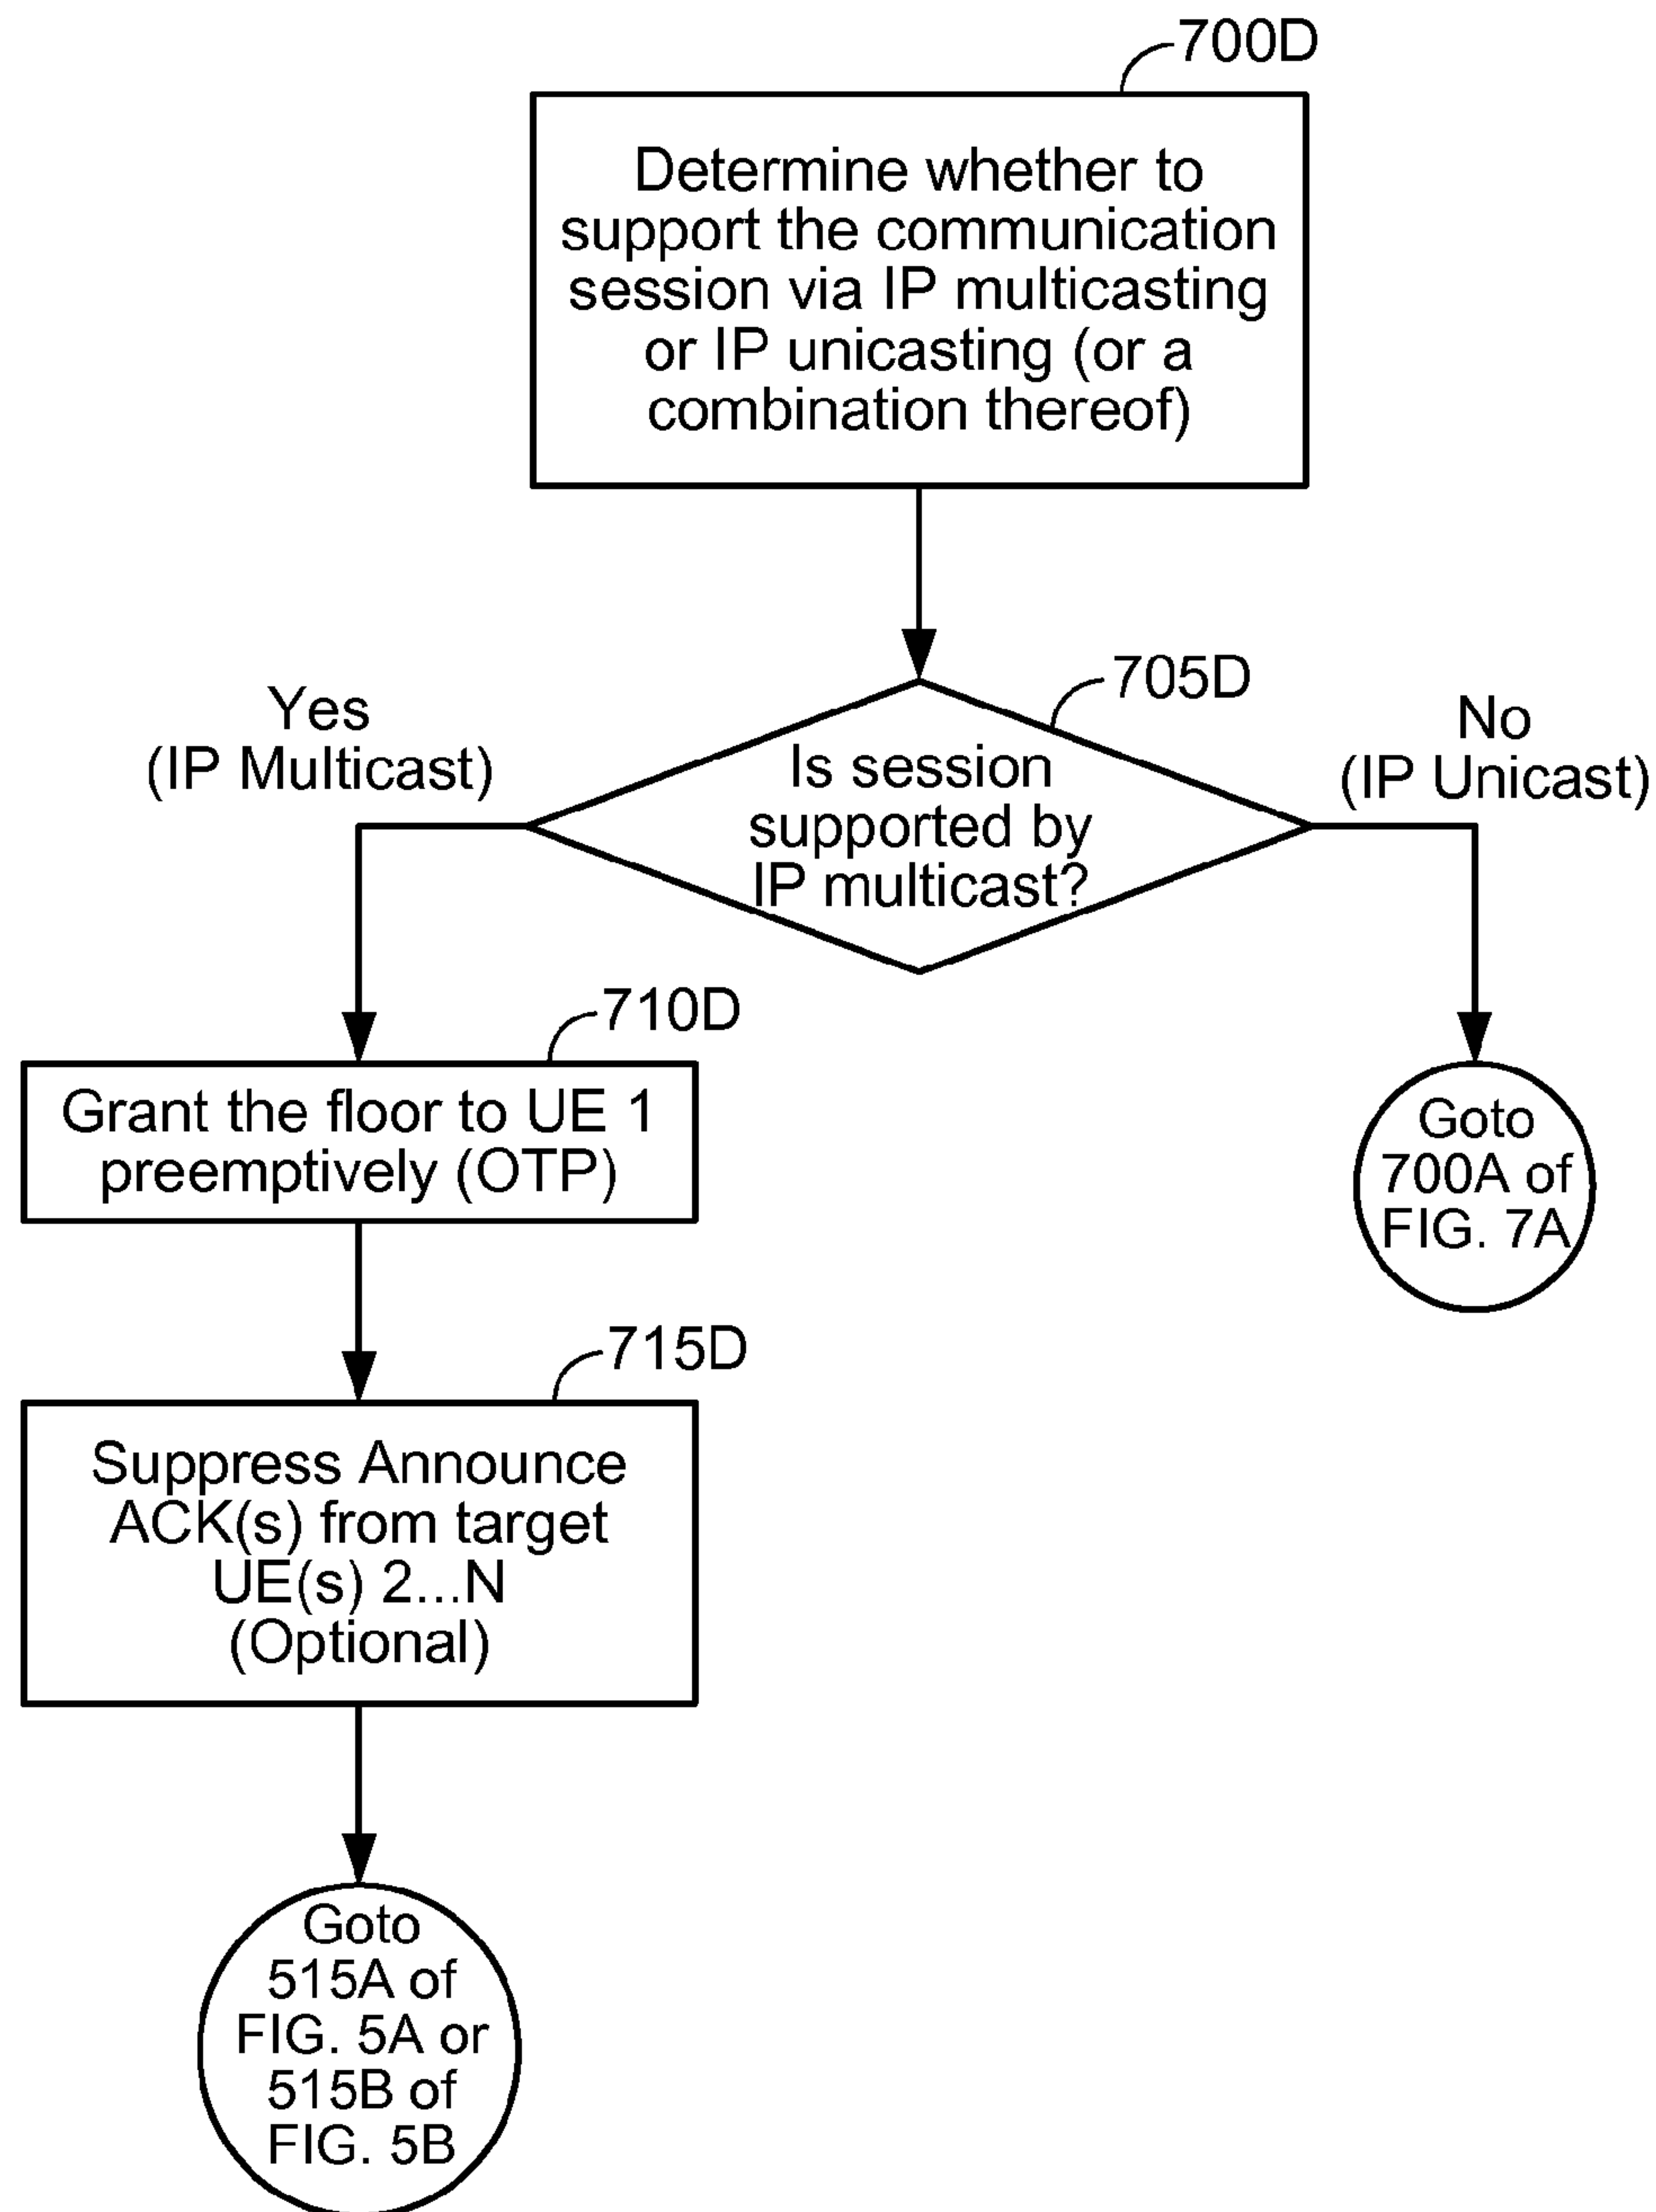 700D
Determine whether to
support the communication
session via IP multicasting
or IP unicasting (or a
combination thereof)
705D
Yes
(IP Multicast)
Is session
supported by
IP multicast?
No
(IP Unicast)
710D
Grant the floor to UE 1
preemptively (OTP)
Goto
700A of
FIG. 7A
715D
Suppress Announce
ACK(s) from target
UE(s) 2...N
(Optional)
Goto
515A of
FIG. 5A or
515B of
FIG. 5B